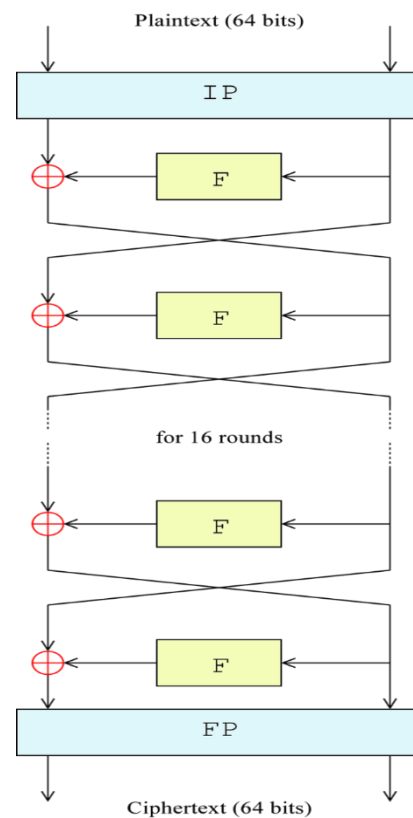 Plaintext (64 bits)
IP
F
F
for 16 rounds
F
F
FP
Ciphertext (64 bits)